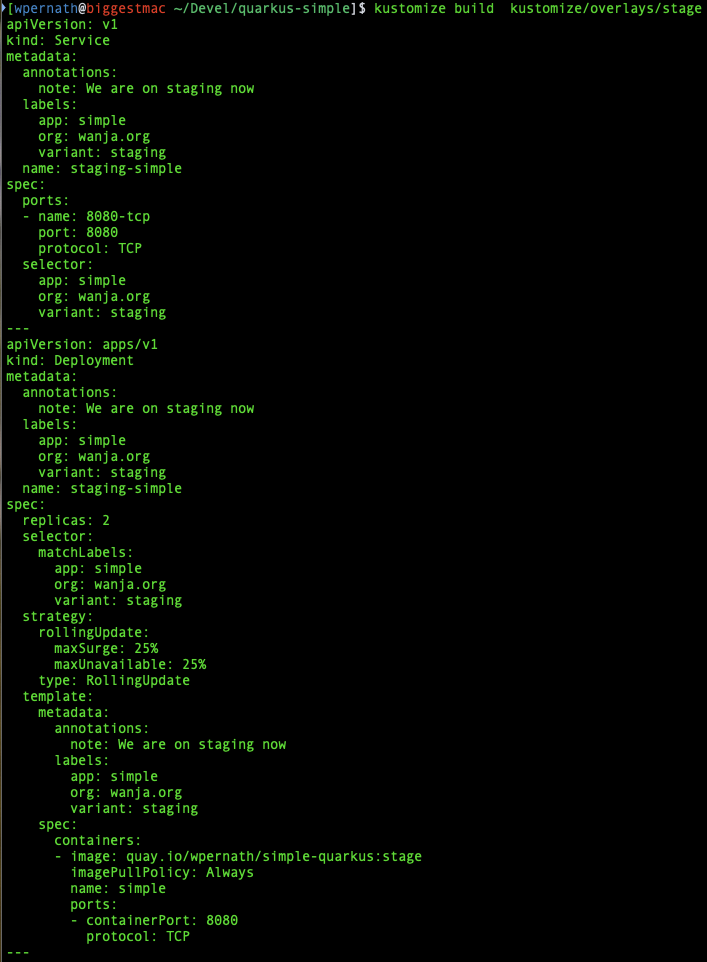 [wpernath@biggestmac ~/Devel/quarkus-simple]$ kustomize build  kustomize/overlays/stage
apiVersion: v1
kind: Service
metadata:
  annotations:
    note: We are on staging now
  labels:
    app: simple
    org: wanja.org
    variant: staging
  name: staging-simple
spec:
  ports:
  - name: 8080-tcp
    port: 8080
    protocol: TCP
  selector:
    app: simple
    org: wanja.org
    variant: staging
---
apiVersion: apps/v1
kind: Deployment
metadata:
  annotations:
    note: We are on staging now
  labels:
    app: simple
    org: wanja.org
    variant: staging
  name: staging-simple
spec:
  replicas: 2
  selector:
    matchLabels:
      app: simple
      org: wanja.org
      variant: staging
  strategy:
    rollingUpdate:
      maxSurge: 25%
      maxUnavailable: 25%
    type: RollingUpdate
  template:
    metadata:
      annotations:
        note: We are on staging now
      labels:
        app: simple
        org: wanja.org
        variant: staging
    spec:
      containers:
      - image: quay.io/wpernath/simple-quarkus:stage
        imagePullPolicy: Always
        name: simple
        ports:
        - containerPort: 8080
          protocol: TCP
---